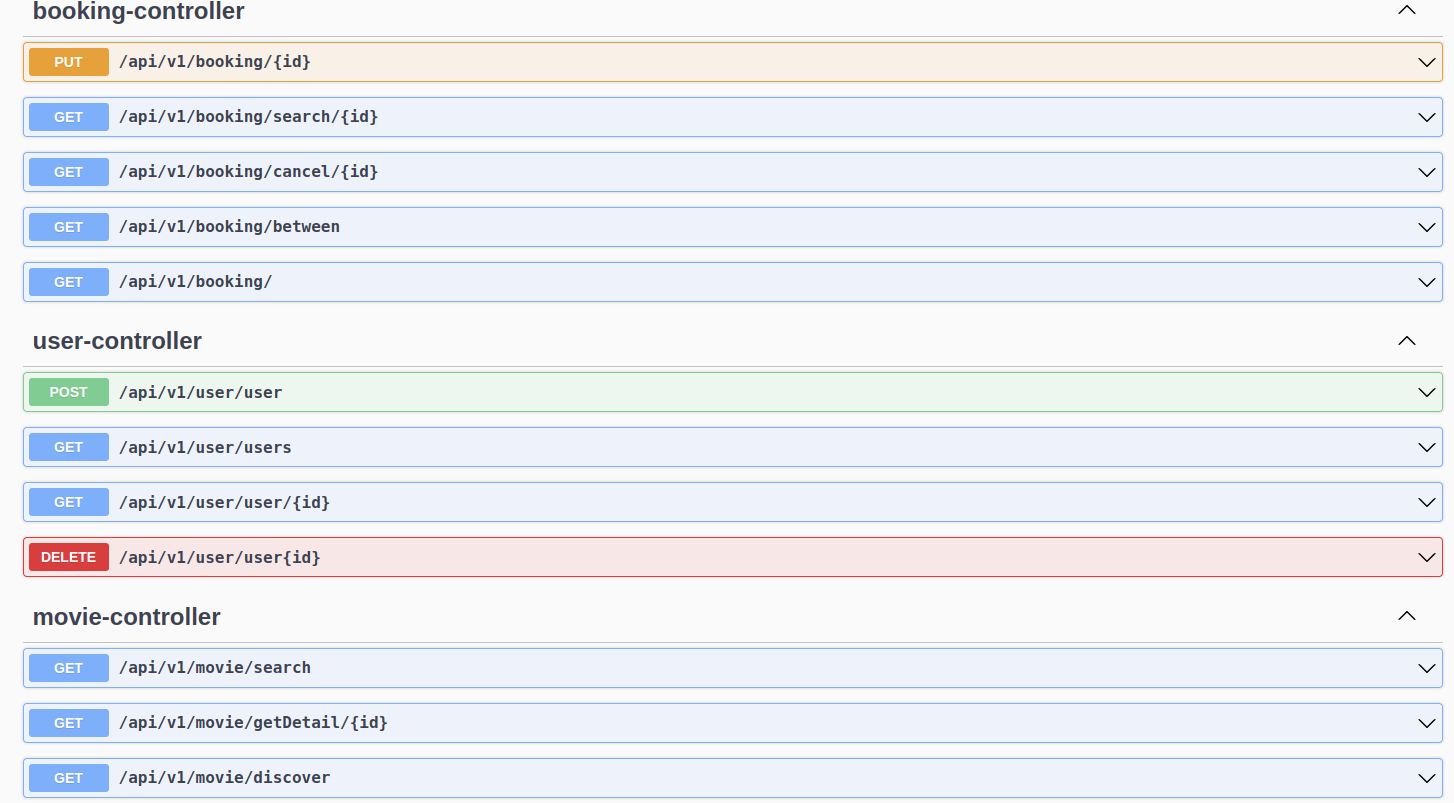 booking-controller
PUT /api/v1/booking/{id}
GET /api/v1/booking/search/{id}
GET /api/v1/booking/cancel/{id}
GET /api/v1/booking/between
GET /api/v1/booking/
user-controller
POST /api/v1/user/user
GET /api/v1/user/users
GET /api/v1/user/user/{id}
DELETE /api/v1/user/user{id}
movie-controller
GET /api/v1/movie/search
GET /api/v1/movie/getDetail/{id}
GET /api/v1/movie/discover